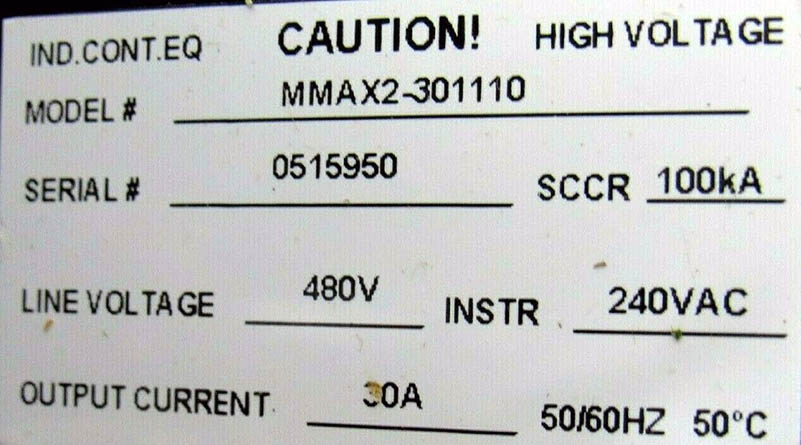 IND.CONT.EQ CAUTION! HIGH VOLTAGE
MODEL # MMAX2-301110
SERIAL # 0515950 SCCR 100kA
LINE VOLTAGE 480V INSTR 240VAC
OUTPUT CURRENT 30A 50/60HZ 50°C